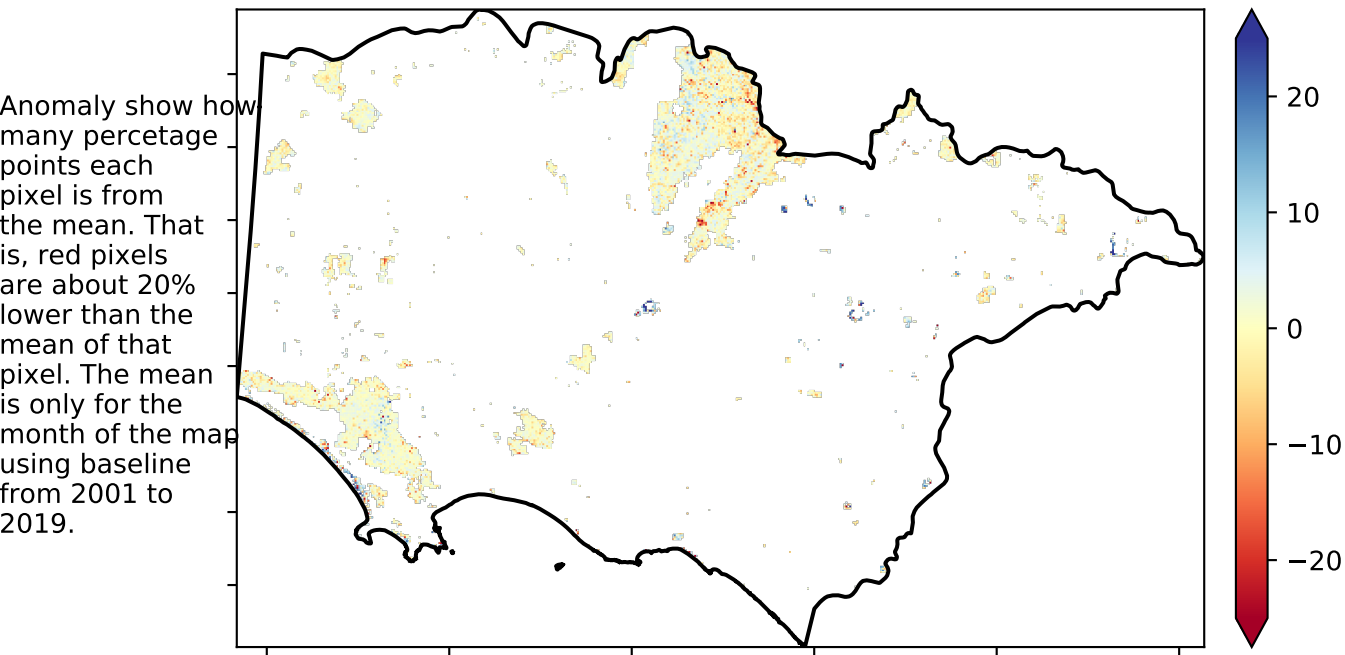 Anomaly show how
many percetage
points each
pixel is from
the mean. That
is, red pixels
are about 20%
lower than the
mean of that
pixel. The mean
is only for the
month of the map
using baseline
from 2001 to
2019.
20
10
0
−10
−20